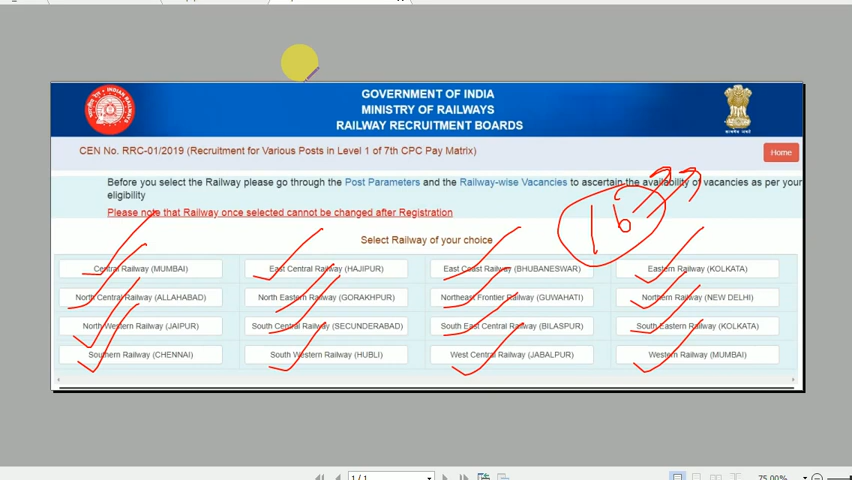 GOVERNMENT OF INDIA
MINISTRY OF RAILWAYS
RAILWAY RECRUITMENT BOARDS
CEN No. RRC-01/2019 (Recruitment for Various Posts in Level 1 of 7th CPC Pay Matrix)
Home
Before you select the Railway please go through the Post Parameters and the Railway-wise Vacancies to ascertain the availability of vacancies as per your
eligibility
Please note that Railway once selected cannot be changed after Registration
16
Select Railway of your choice
Central Railway (MUMBAI) East Central Railway (HAJIPUR) East Coast Railway (BHUBANESWAR) Eastern Railway (KOLKATA)
North Central Railway (ALLAHABAD) North Eastern Railway (GORAKHPUR) Northeast Frontier Railway (GUWAHATI) Northern Railway (NEW DELHI)
North Western Railway (JAIPUR) South Central Railway (SECUNDERABAD) South East Central Railway (BILASPUR) South Eastern Railway (KOLKATA)
Southern Railway (CHENNAI) South Western Railway (HUBLI) West Central Railway (JABALPUR) Western Railway (MUMBAI)
1/1
75.00%